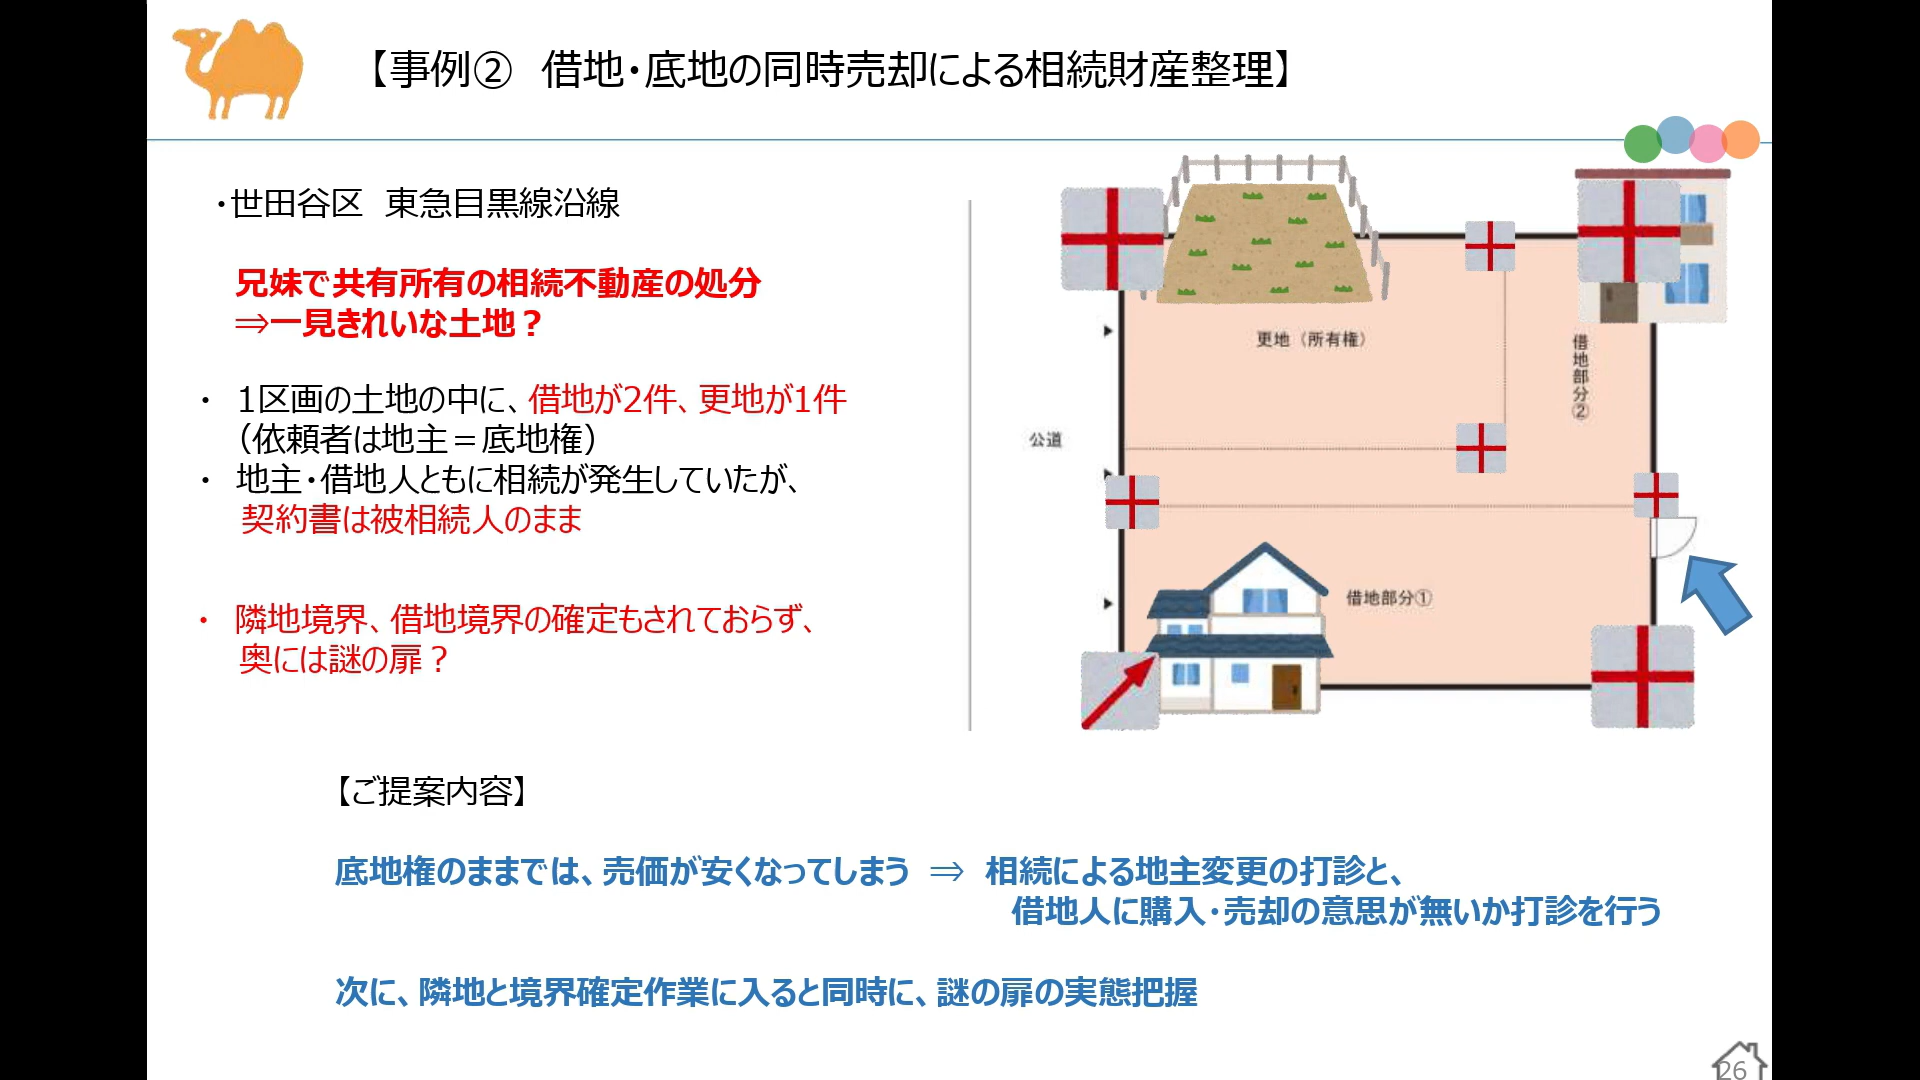 【事例② 借地・底地の同時売却による相続財産整理】
・世田谷区 東急目黒線沿線
兄妹で共有所有の相続不動産の処分
⇒一見きれいな土地？
・ 1区画の土地の中に、借地が2件、更地が1件
（依頼者は地主＝底地権）
・ 地主・借地人ともに相続が発生していたが、
契約書は被相続人のまま
・ 隣地境界、借地境界の確定もされておらず、
奥には謎の扉？
更地（所有権）
借地部分②
公道
借地部分①
【ご提案内容】
底地権のままでは、売価が安くなってしまう ⇒ 相続による地主変更の打診と、
借地人に購入・売却の意思が無いか打診を行う
次に、隣地と境界確定作業に入ると同時に、謎の扉の実態把握
26